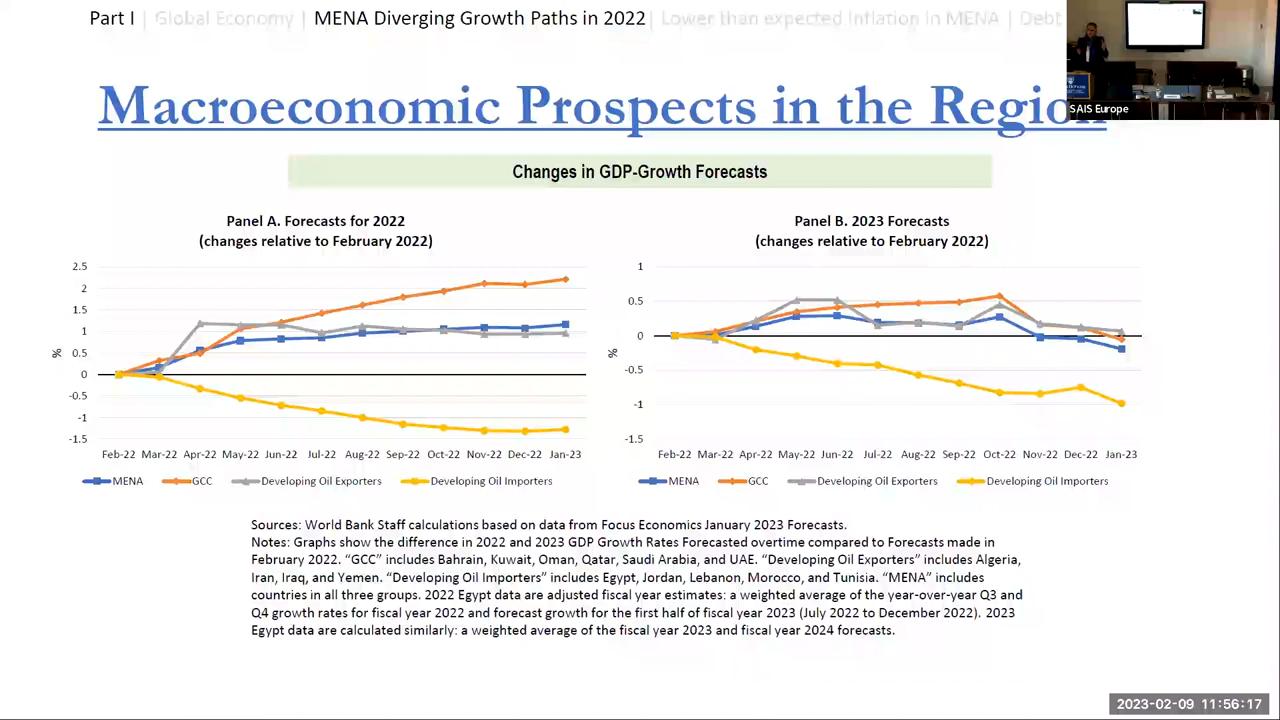 Part I | Global Economy | MENA Diverging Growth Paths in 2022 | Lower than expected Inflation in MENA | Debt
Macroeconomic Prospects in the Region
SAIS Europe
Changes in GDP-Growth Forecasts
Panel A. Forecasts for 2022
(changes relative to February 2022)
2.5
2
1.5
1
0.5
0
-0.5
-1
-1.5
%
Feb-22 Mar-22 Apr-22 May-22 Jun-22 Jul-22 Aug-22 Sep-22 Oct-22 Nov-22 Dec-22 Jan-23
MENA GCC Developing Oil Exporters Developing Oil Importers
Panel B. 2023 Forecasts
(changes relative to February 2022)
1
0.5
0
-0.5
-1
-1.5
%
Feb-22 Mar-22 Apr-22 May-22 Jun-22 Jul-22 Aug-22 Sep-22 Oct-22 Nov-22 Dec-22 Jan-23
MENA GCC Developing Oil Exporters Developing Oil Importers
Sources: World Bank Staff calculations based on data from Focus Economics January 2023 Forecasts.
Notes: Graphs show the difference in 2022 and 2023 GDP Growth Rates Forecasted overtime compared to Forecasts made in
February 2022. “GCC” includes Bahrain, Kuwait, Oman, Qatar, Saudi Arabia, and UAE. “Developing Oil Exporters” includes Algeria,
Iran, Iraq, and Yemen. “Developing Oil Importers” includes Egypt, Jordan, Lebanon, Morocco, and Tunisia. “MENA” includes
countries in all three groups. 2022 Egypt data are adjusted fiscal year estimates: a weighted average of the year-over-year Q3 and
Q4 growth rates for fiscal year 2022 and forecast growth for the first half of fiscal year 2023 (July 2022 to December 2022). 2023
Egypt data are calculated similarly: a weighted average of the fiscal year 2023 and fiscal year 2024 forecasts.
2023-02-09 11:56:17